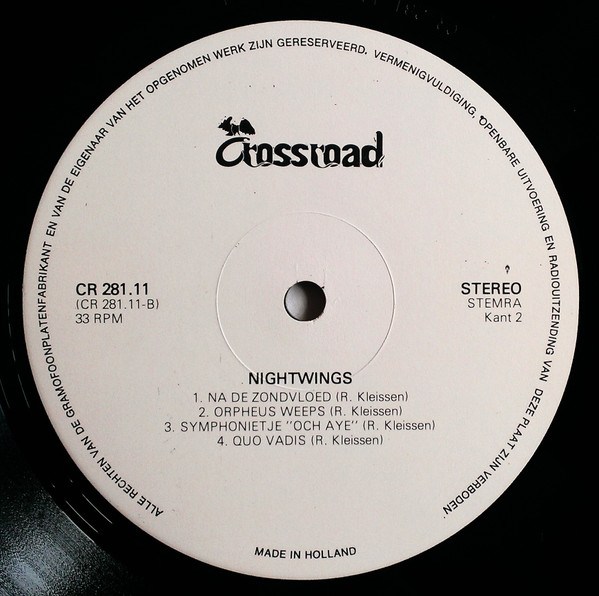 ALLE RECHTEN VAN DE GRAMOFOONPLATENFABRIKANT EN VAN DE EIGENAAR VAN HET OPGENOMEN WERK ZIJN GERESERVEERD. VERMENIGVULDIGING, OPENBARE UITVOERING EN RADIOUITZENDING VAN DEZE PLAAT ZIJN VERBODEN
Crossroad
CR 281.11
(CR 281.11-B)
33 RPM
STEREO
STEMRA
Kant 2
NIGHTWINGS
1. NA DE ZONDVLOED (R. Kleissen)
2. ORPHEUS WEEPS (R. Kleissen)
3. SYMPHONIETJE "OCH AYE" (R. Kleissen)
4. QUO VADIS (R. Kleissen)
MADE IN HOLLAND